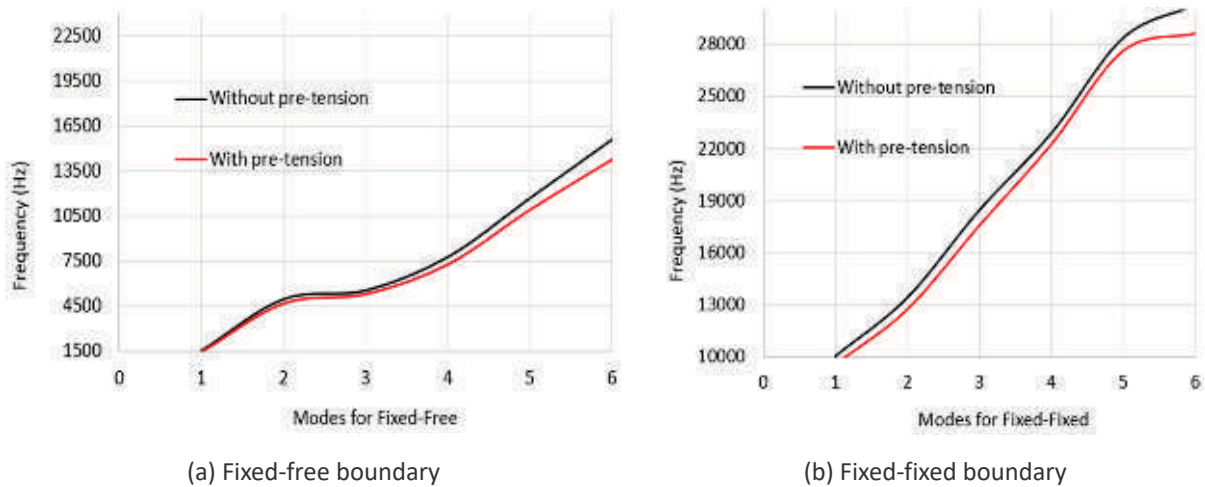 22500
19500
16500
13500
10500
7500
4500
1500
Frequency (Hz)
Without pre-tension
With pre-tension
0 1 2 3 4 5 6
Modes for Fixed-Free
(a) Fixed-free boundary
28000
25000
22000
19000
16000
13000
10000
Frequency (Hz)
Without pre-tension
With pre-tension
0 1 2 3 4 5 6
Modes for Fixed-Fixed
(b) Fixed-fixed boundary